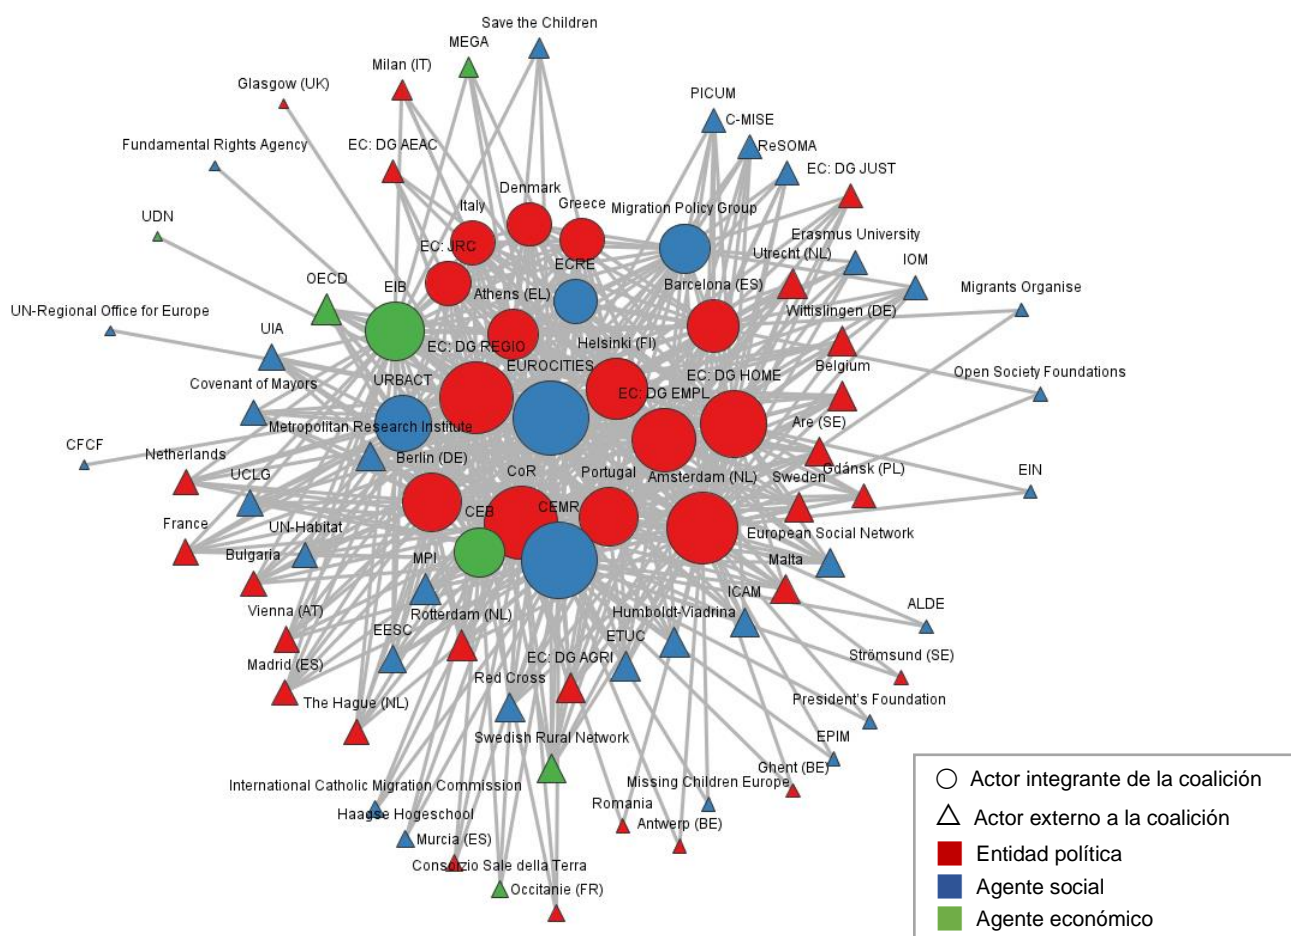 Save the Children
MEGA
Milan (IT)
Glasgow (UK)
PICUM
C-MISE
Fundamental Rights Agency
EC: DG AEAC
ReSOMA
EC: DG JUST
Denmark
Italy
Greece
Migration Policy Group
UDN
Erasmus University
EC: JRC
Utrecht (NL)
IOM
ECRE
OECD
EIB
Athens (EL)
Barcelona (ES)
Migrants Organise
UN-Regional Office for Europe
UIA
Wittislingen (DE)
EC: DG REGIO
Helsinki (FI)
EUROCITIES
Belgium
Covenant of Mayors
URBACT
EC: DG HOME
EC: DG EMPL
Open Society Foundations
Metropolitan Research Institute
Are (SE)
CFCF
Netherlands
Berlin (DE)
CoR
Portugal
Amsterdam (NL)
Sweden
Gdánsk (PL)
EIN
UCLG
CEMR
CEB
France
UN-Habitat
European Social Network
Bulgaria
MPI
Malta
ICAM
Vienna (AT)
Rotterdam (NL)
Humboldt-Viadrina
ALDE
EESC
ETUC
Madrid (ES)
EC: DG AGRI
Strömsund (SE)
Red Cross
The Hague (NL)
President's Foundation
Swedish Rural Network
EPIM
Ghent (BE)
International Catholic Migration Commission
Missing Children Europe
Haagse Hogeschool
Romania
Antwerp (BE)
Murcia (ES)
Consorzio Sale della Terra
Occitanie (FR)
Actor integrante de la coalición
Actor externo a la coalición
Entidad política
Agente social
Agente económico